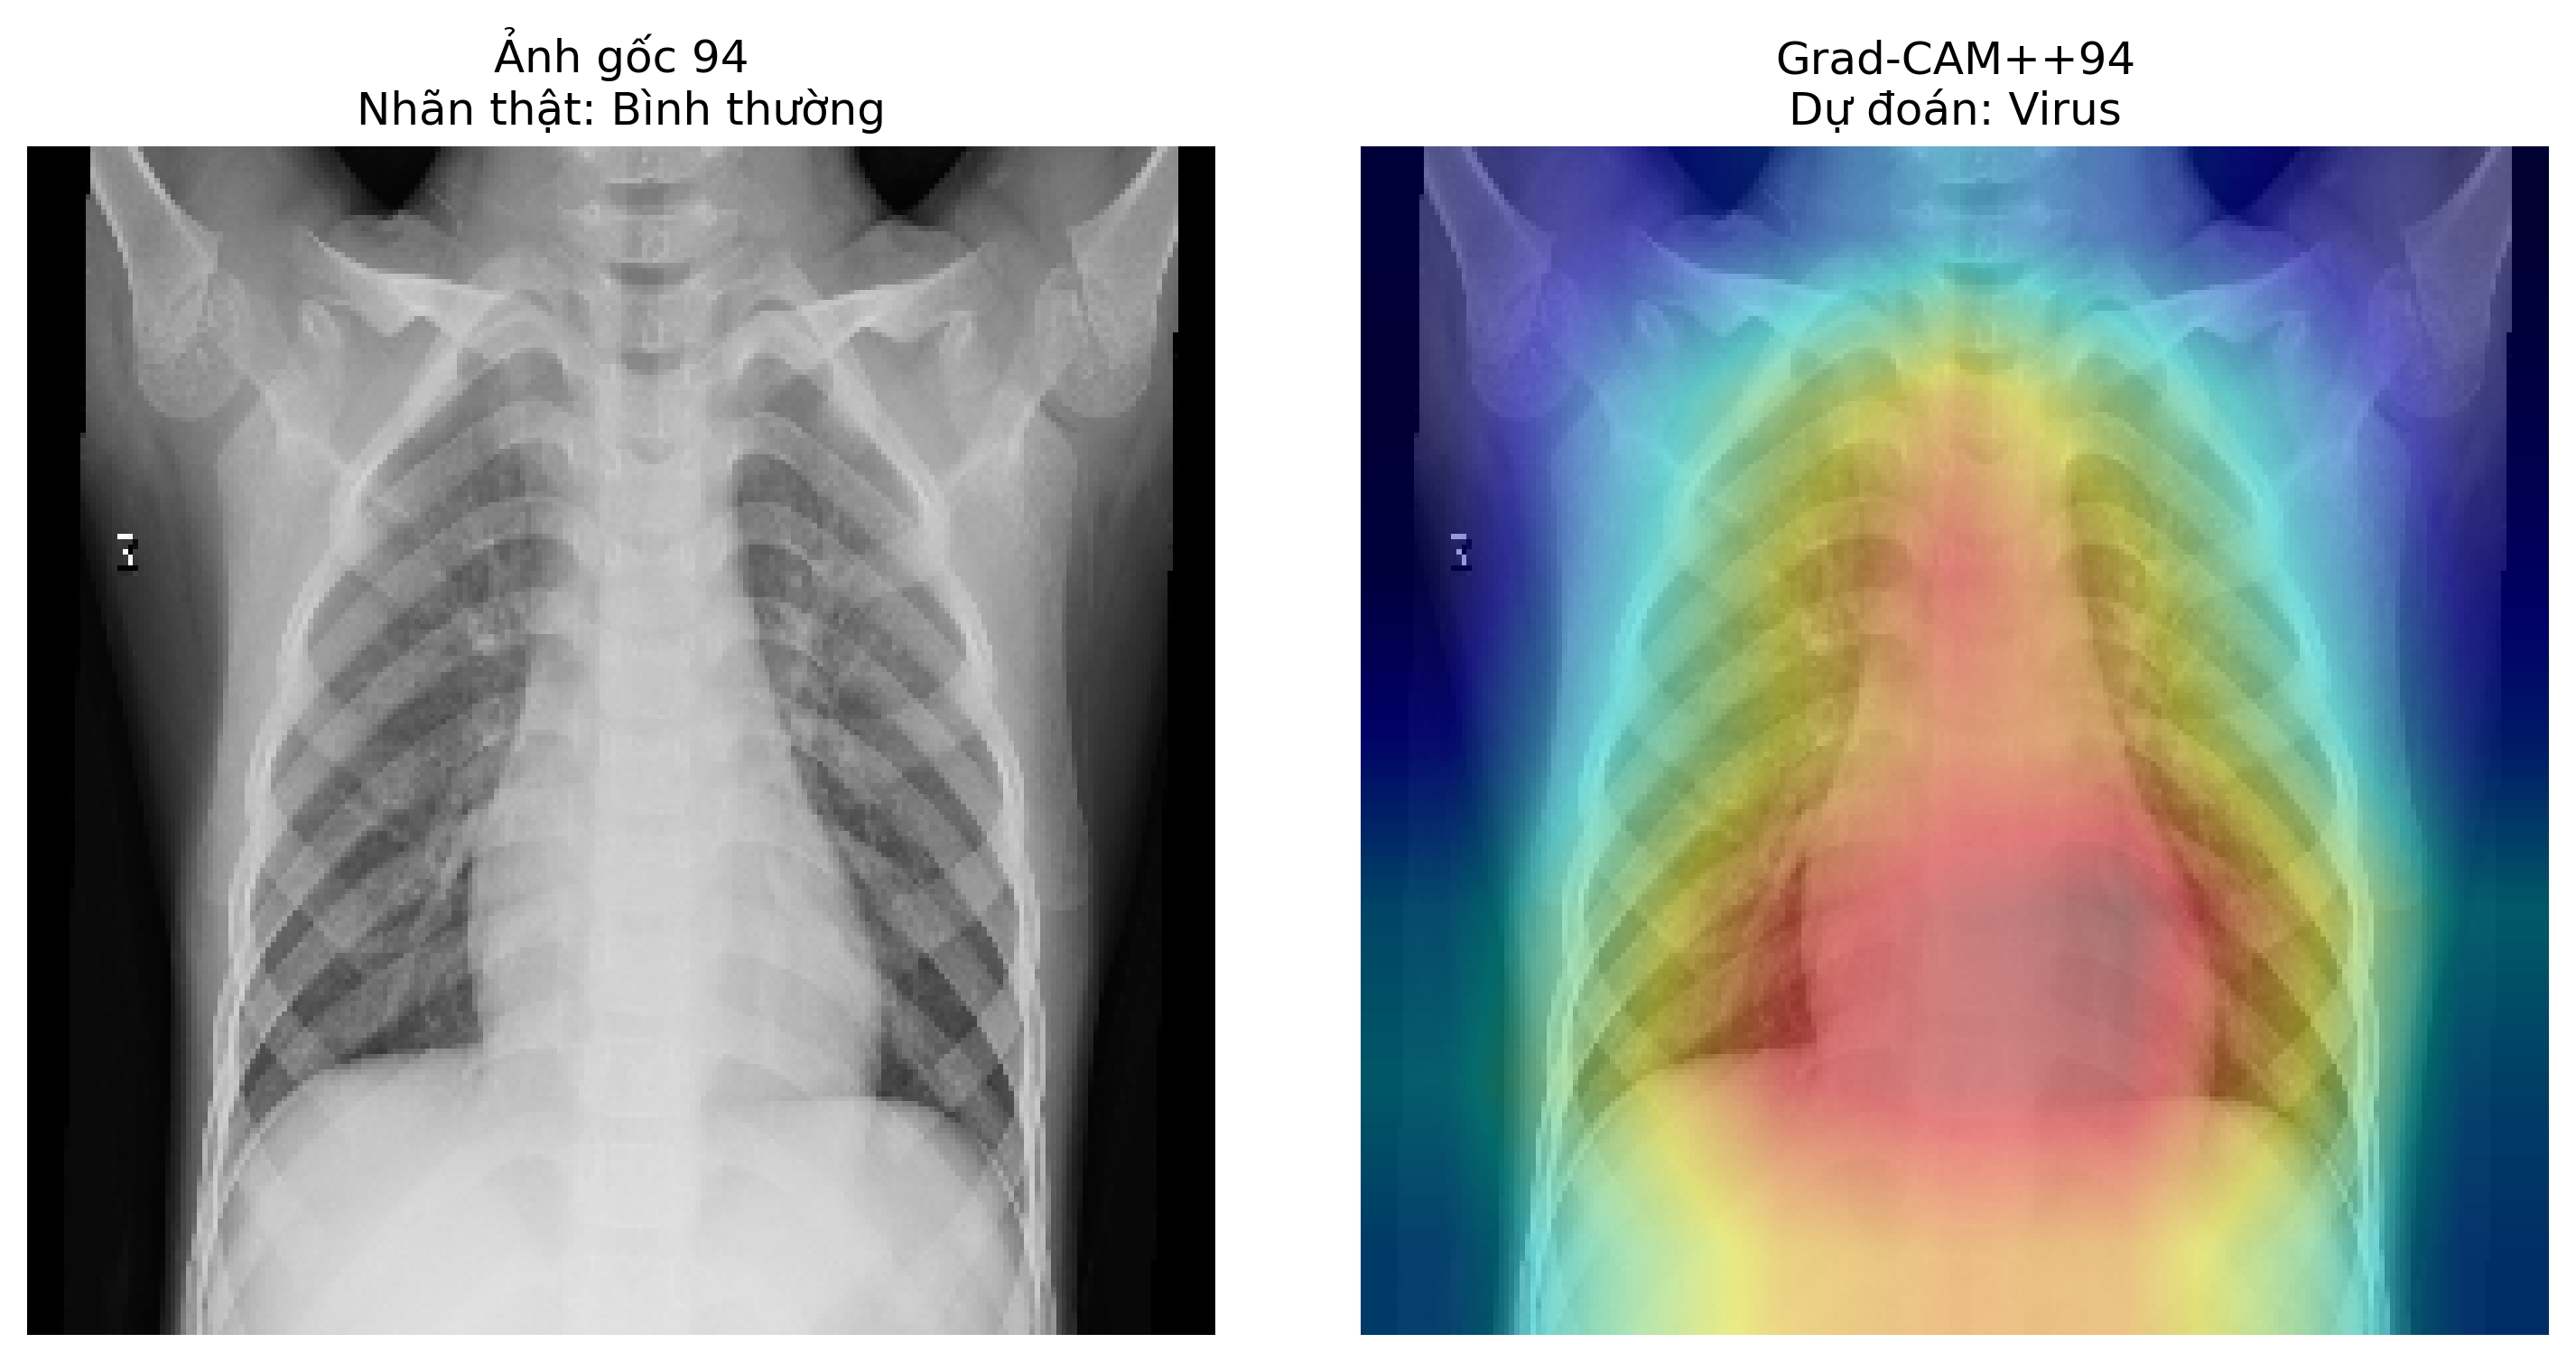 Ảnh gốc 94
Nhãn thật: Bình thường
Grad-CAM++94
Dự đoán: Virus